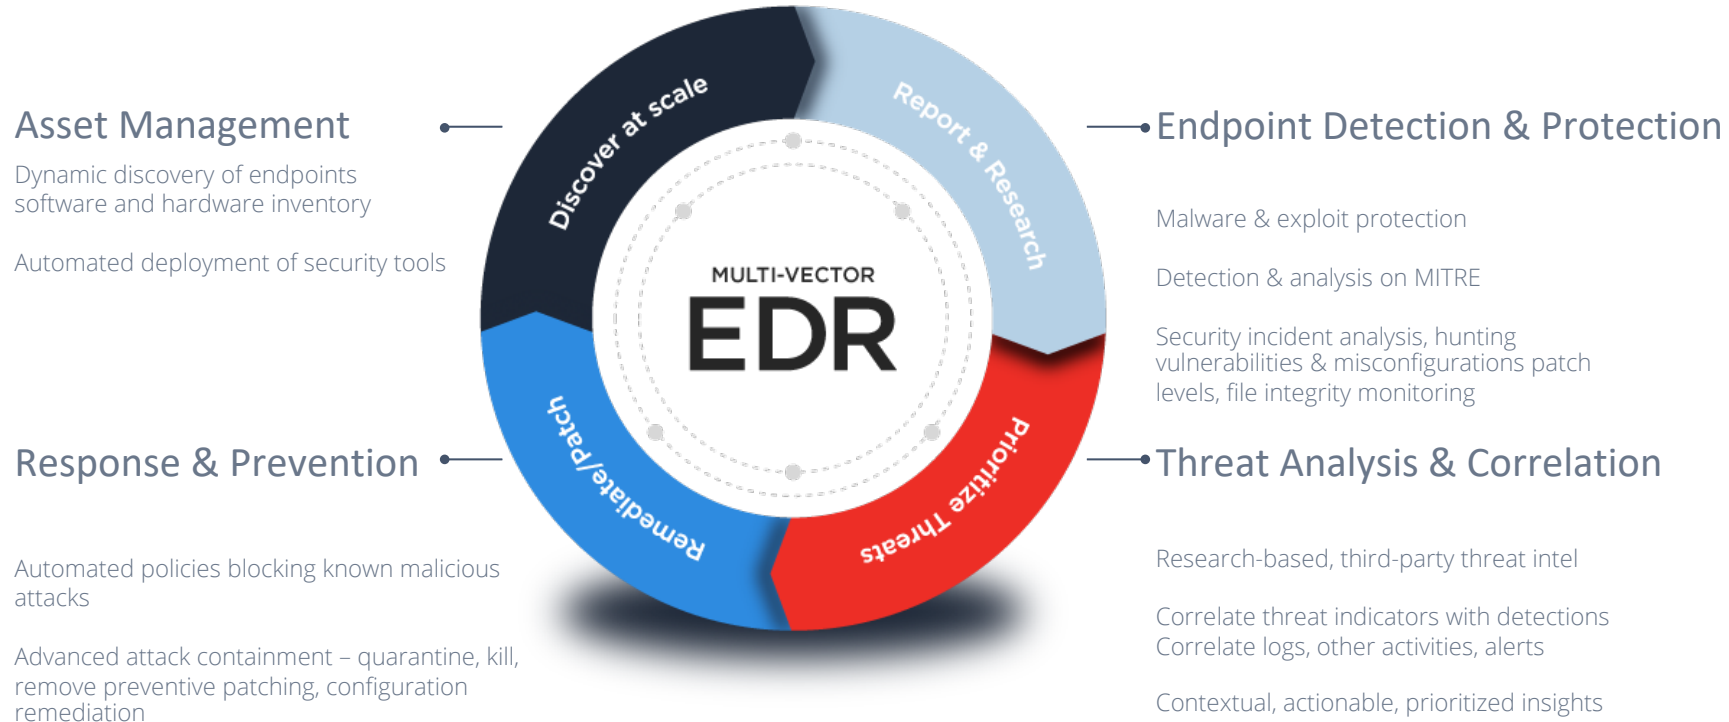 Asset Management
Dynamic discovery of endpoints
software and hardware inventory
Automated deployment of security tools
Response & Prevention
Automated policies blocking known malicious
attacks
Advanced attack containment – quarantine, kill,
remove preventive patching, configuration
remediation
Discover at scale
Report & Research
Prioritize Threats
Remediate/Patch
MULTI-VECTOR
EDR
Endpoint Detection & Protection
Malware & exploit protection
Detection & analysis on MITRE
Security incident analysis, hunting
vulnerabilities & misconfigurations patch
levels, file integrity monitoring
Threat Analysis & Correlation
Research-based, third-party threat intel
Correlate threat indicators with detections
Correlate logs, other activities, alerts
Contextual, actionable, prioritized insights